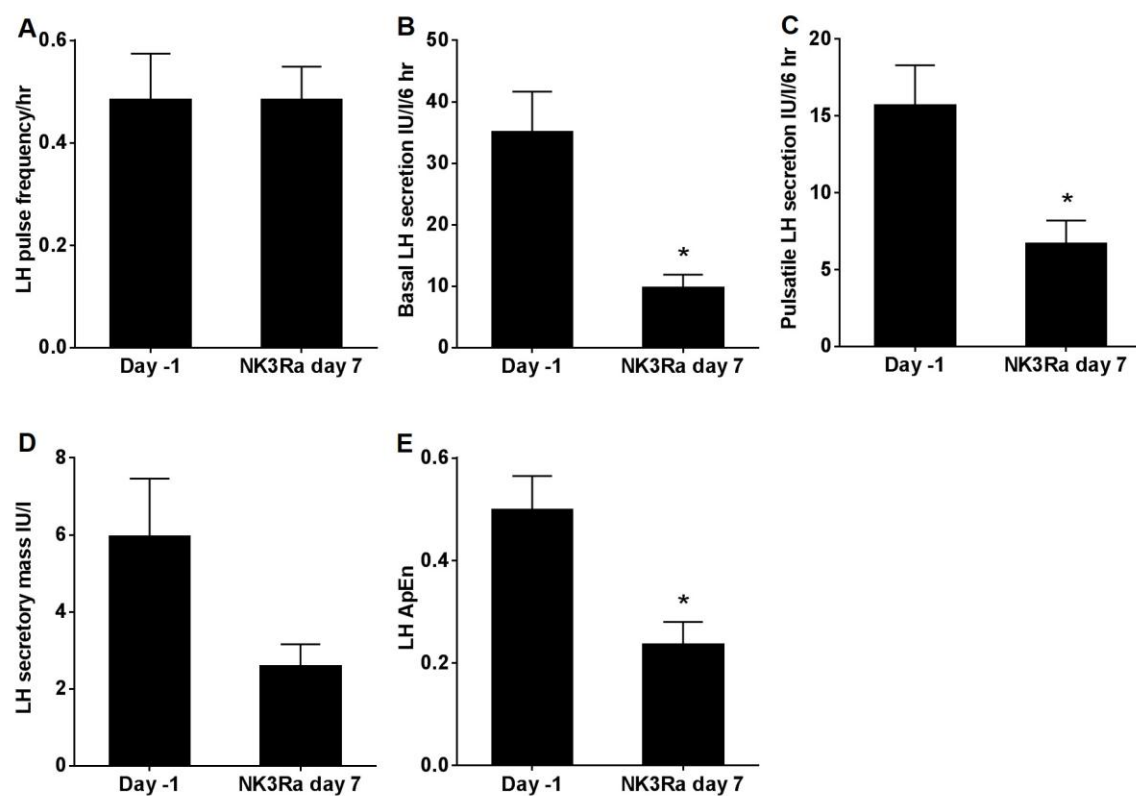 A
LH pulse frequency/hr
0.6
0.4
0.2
0.0
Day -1 NK3Ra day 7
B
Basal LH secretion IU/l/6 hr
50
40
30
20
10
0
*
Day -1 NK3Ra day 7
C
Pulsatile LH secretion IU/l/6 hr
20
15
10
5
0
*
Day -1 NK3Ra day 7
D
LH secretory mass IU/l
8
6
4
2
0
Day -1 NK3Ra day 7
E
LH ApEn
0.6
0.4
0.2
0.0
*
Day -1 NK3Ra day 7